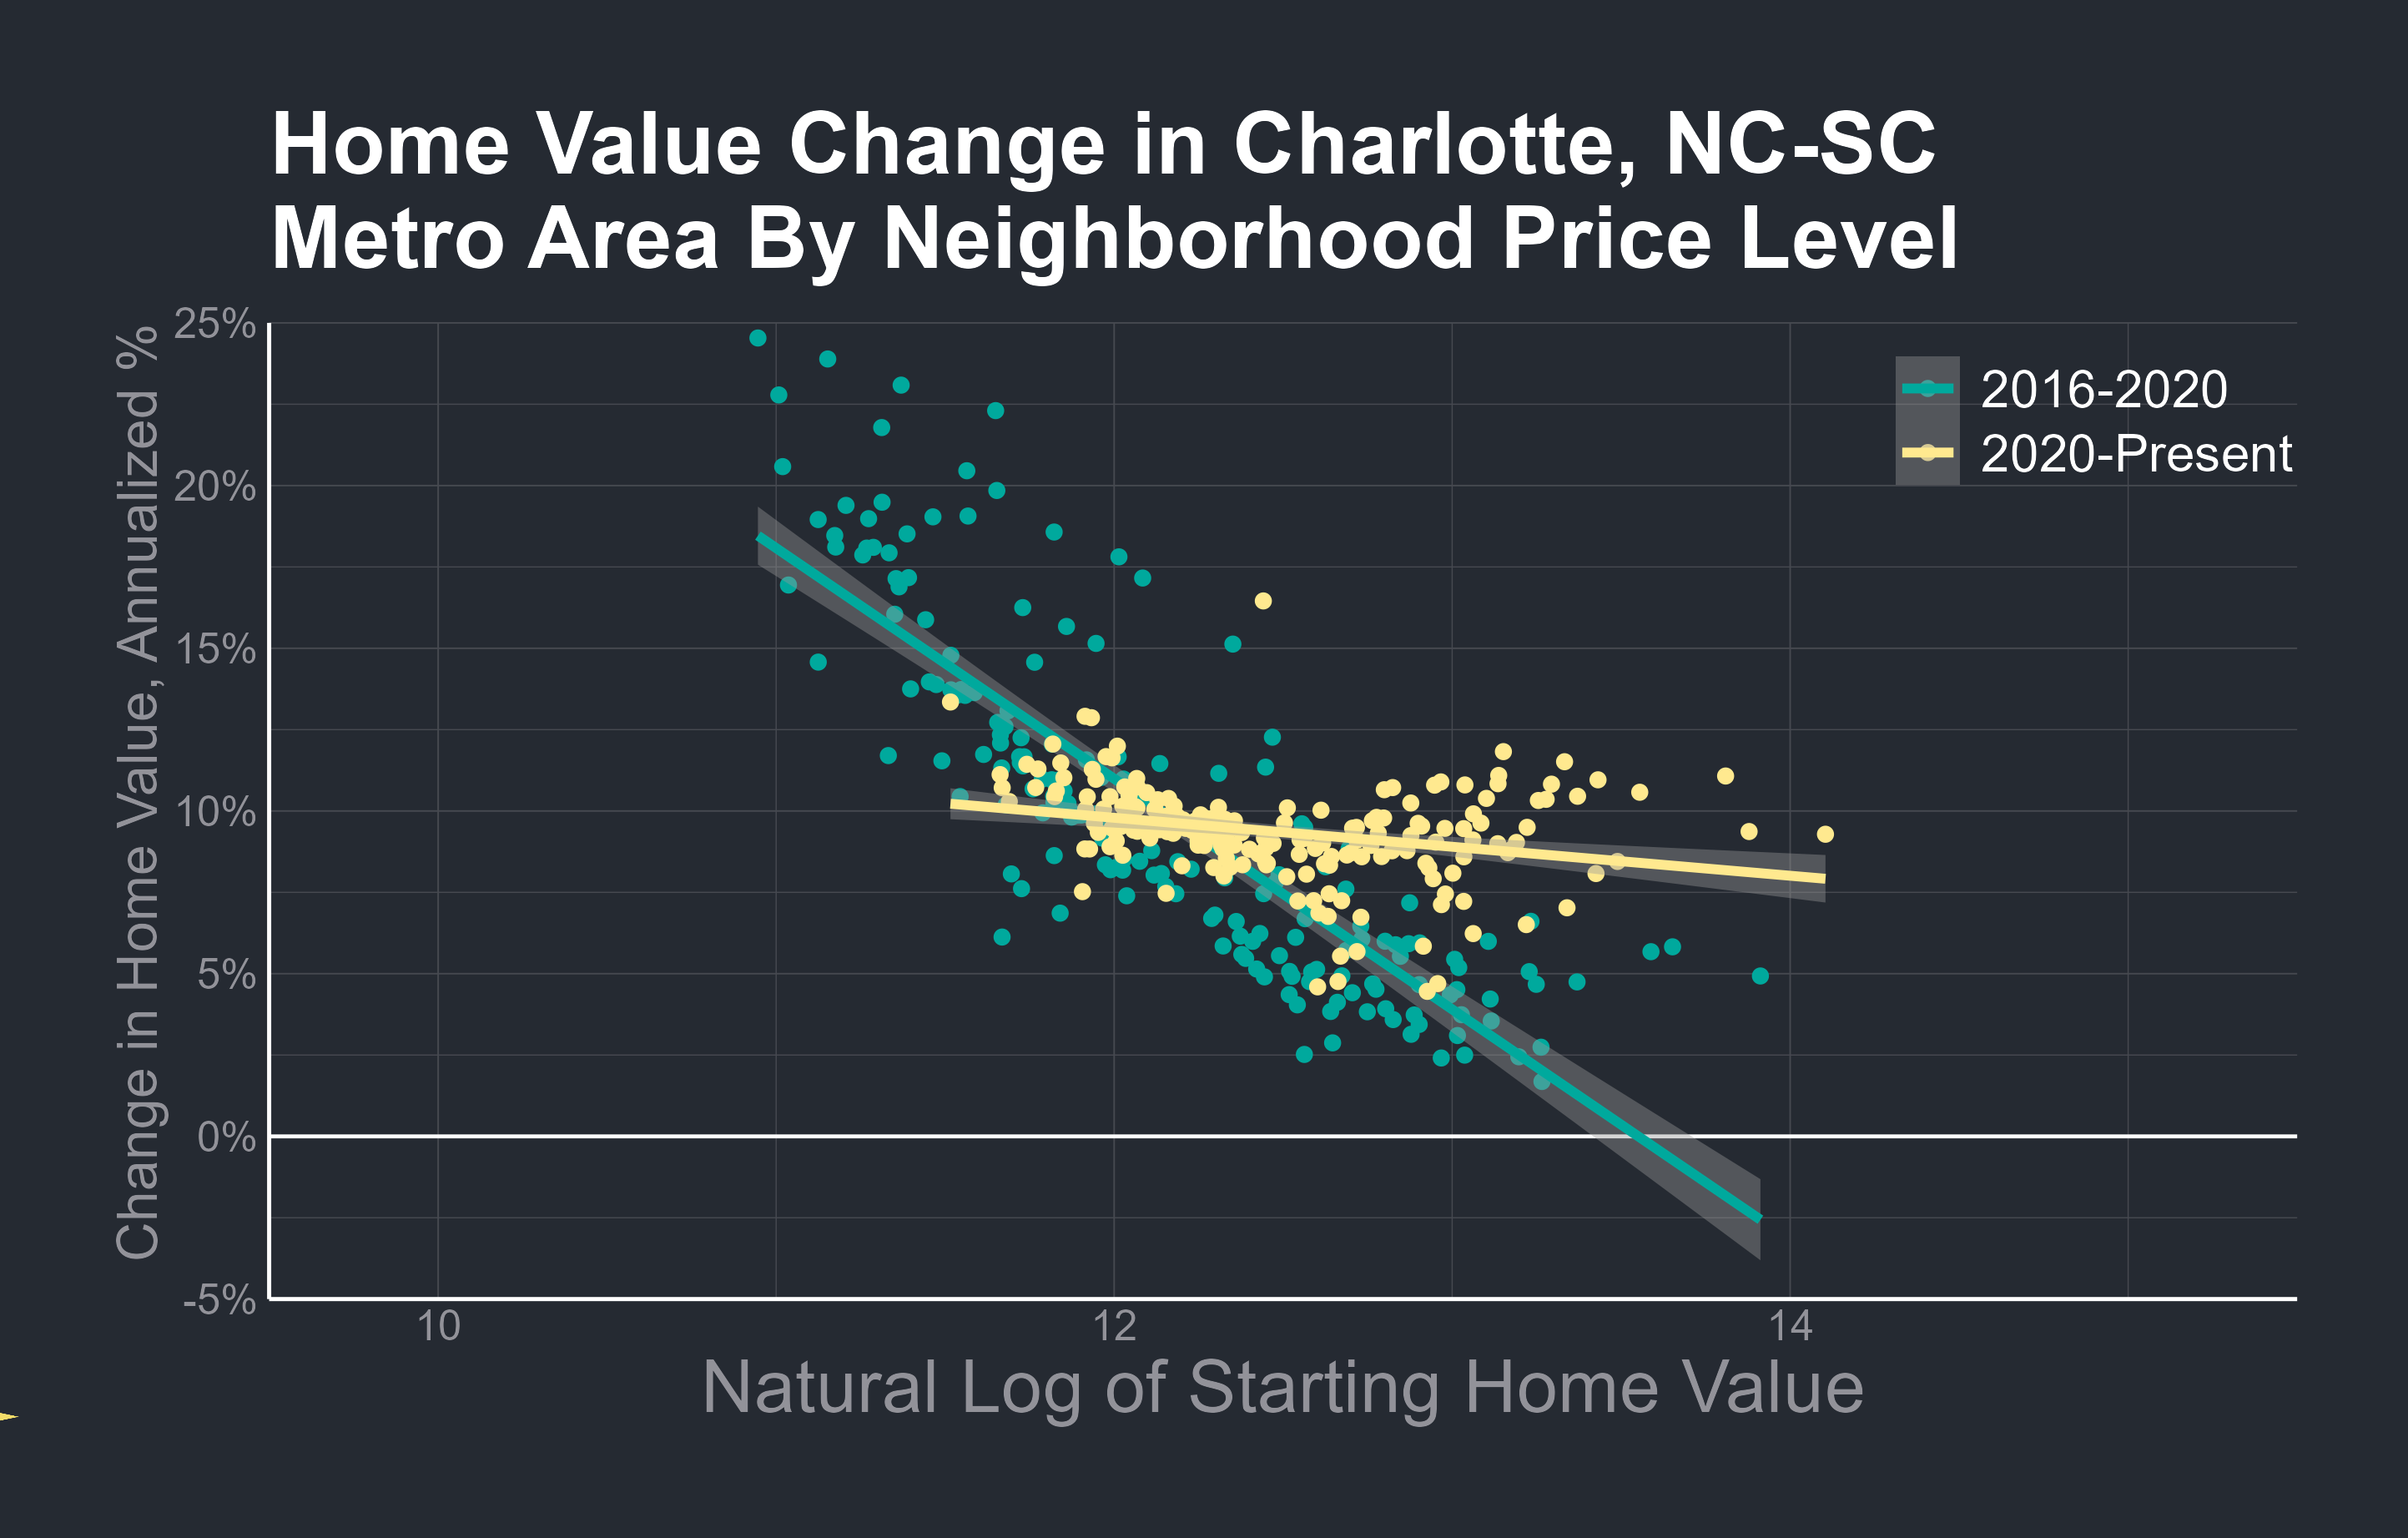 Home Value Change in Charlotte, NC-SC
Metro Area By Neighborhood Price Level
Change in Home Value, Annualized %
25%
20%
15%
10%
5%
0%
-5%
2016-2020
2020-Present
10
12
14
Natural Log of Starting Home Value